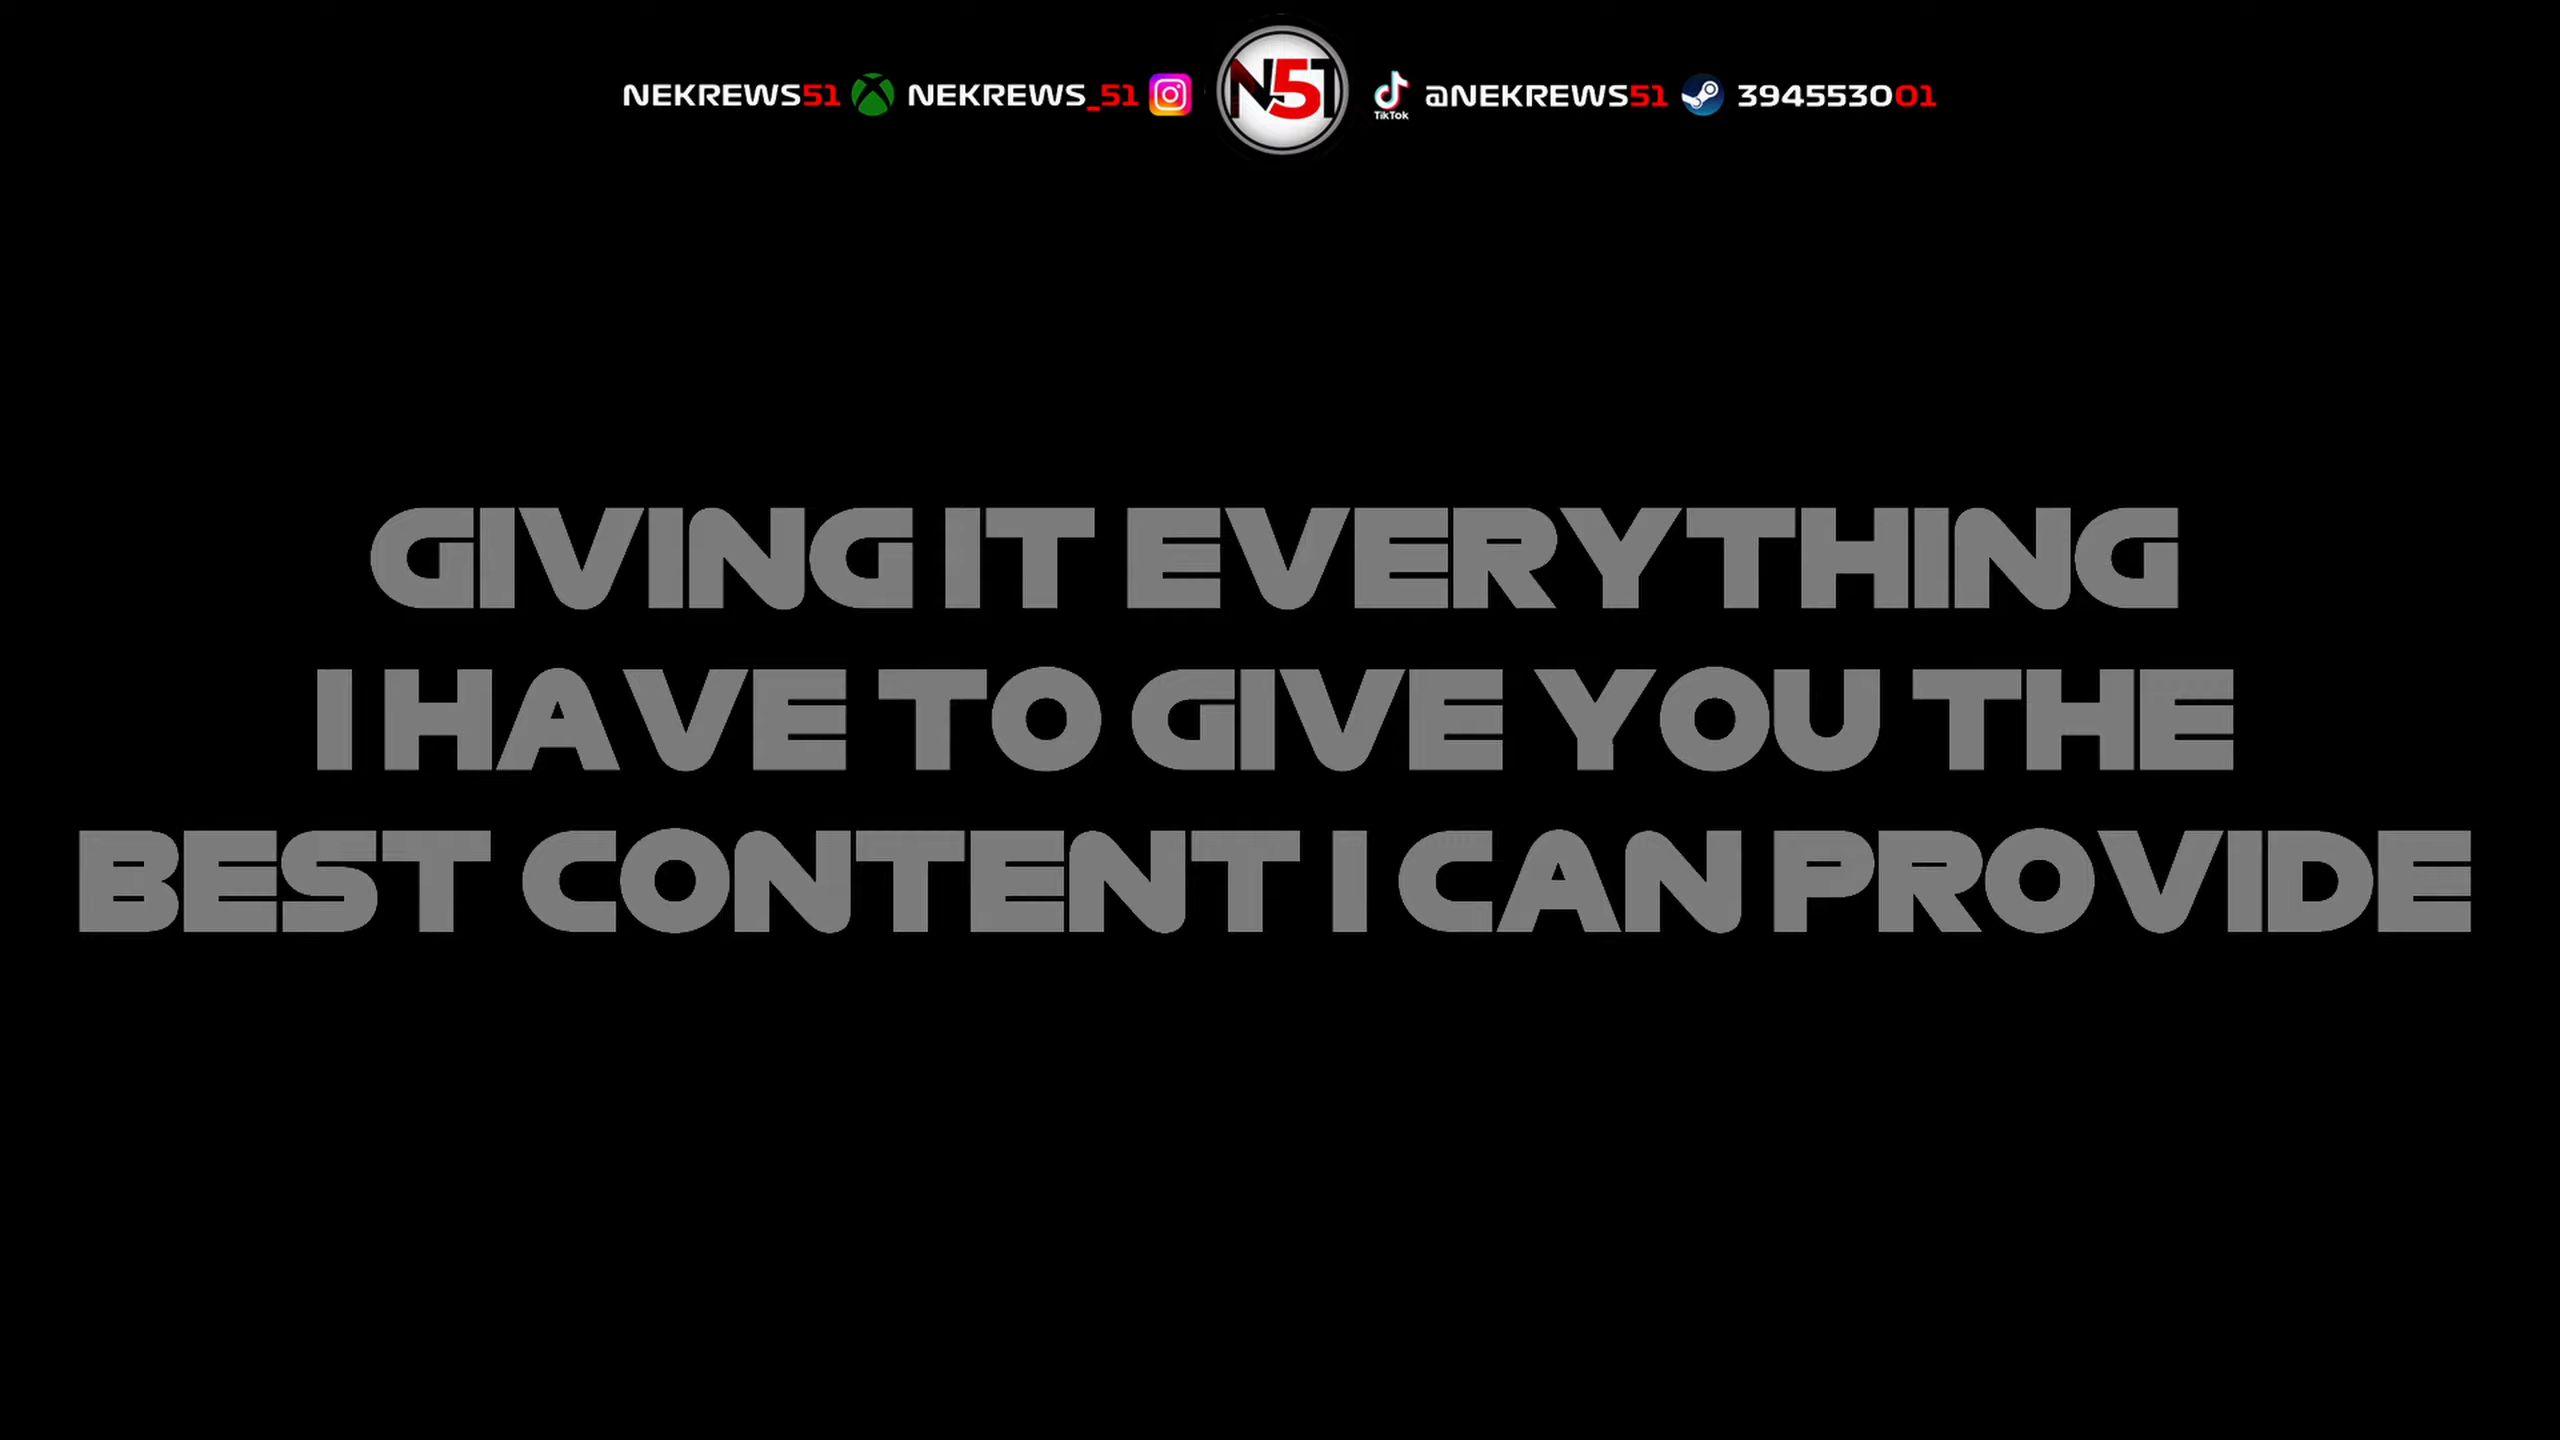 NEKREWS51 NEKREWS_51 N51 TikTok @NEKREWS51 394553001
GIVING IT EVERYTHING
I HAVE TO GIVE YOU THE
BEST CONTENT I CAN PROVIDE